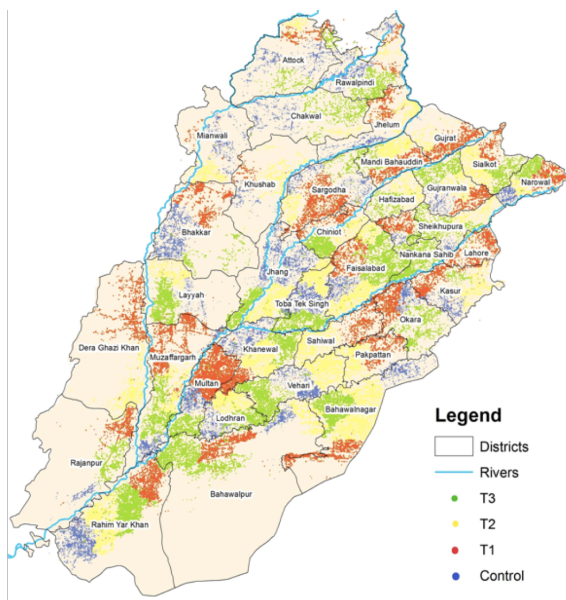 Attock
Rawalpindi
Chakwal
Jhelum
Mianwali
Gujrat
Mandi Bahauddin
Sialkot
Khushab
Sargodha
Gujranwala
Narowal
Hafizabad
Bhakkar
Chiniot
Sheikhupura
Nankana Sahib
Lahore
Jhang
Faisalabad
Kasur
Layyah
Toba Tek Singh
Okara
Dera Ghazi Khan
Muzaffargarh
Khanewal
Sahiwal
Pakpattan
Multan
Vehari
Lodhran
Bahawalnagar
Rajanpur
Bahawalpur
Rahim Yar Khan
Legend
Districts
Rivers
T3
T2
T1
Control